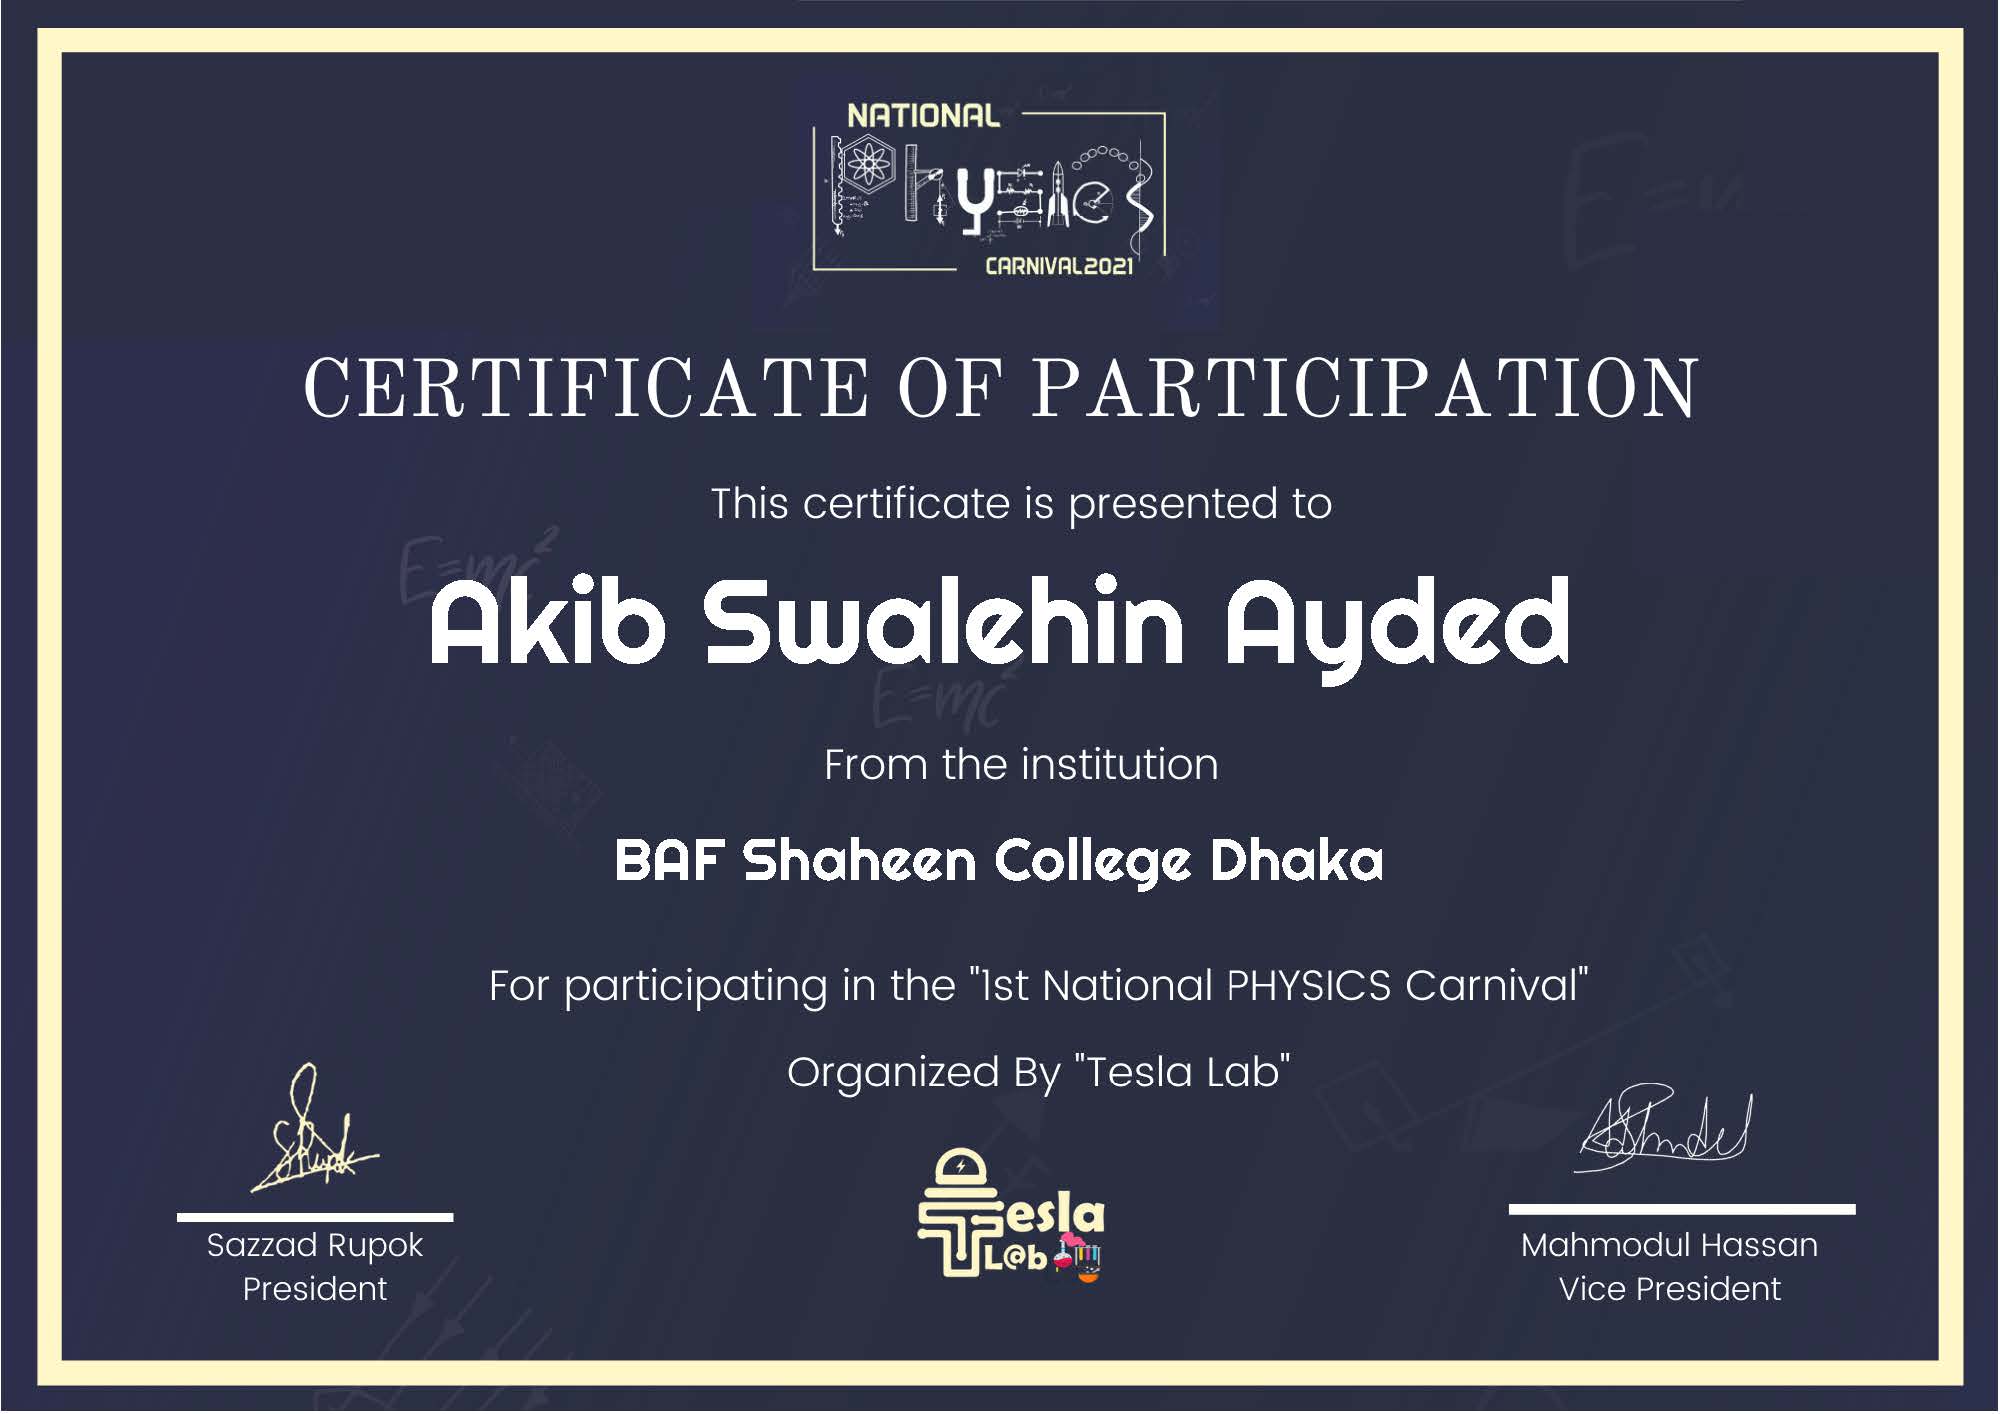 NATIONAL
Physics
CARNIVAL2021
CERTIFICATE OF PARTICIPATION
This certificate is presented to
E=mc²
Akib Swalehin Ayded
E=mc²
From the institution
BAF Shaheen College Dhaka
For participating in the "1st National PHYSICS Carnival"
Organized By "Tesla Lab"
Tesla
L@b
Sazzad Rupok
President
Mahmodul Hassan
Vice President